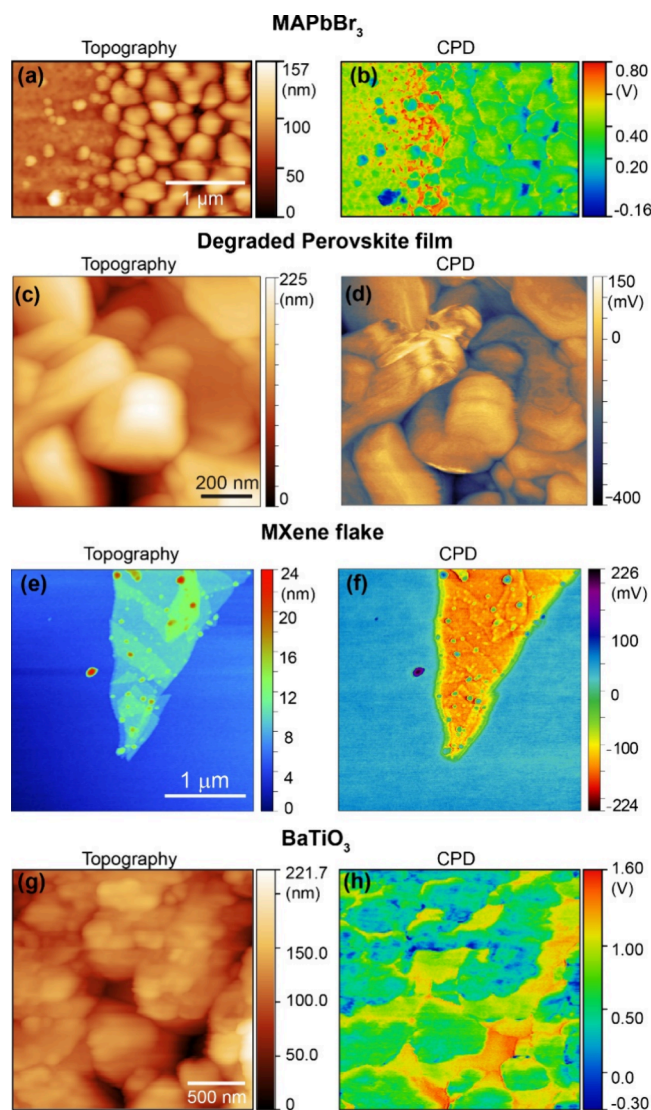 MAPbBr₃
Topography
CPD
(a)
157
(nm)
100
50
0
1 µm
(b)
0.80
(V)
0.40
0.20
-0.16
Degraded Perovskite film
Topography
CPD
(c)
225
(nm)
0
200 nm
(d)
150
(mV)
0
−400
MXene flake
Topography
CPD
(e)
24
(nm)
20
16
12
8
4
0
1 µm
(f)
226
(mV)
100
0
-100
-224
BaTiO₃
Topography
CPD
(g)
221.7
(nm)
150.0
100.0
50.0
0.0
500 nm
(h)
1.60
(V)
1.00
0.50
0.0
-0.30